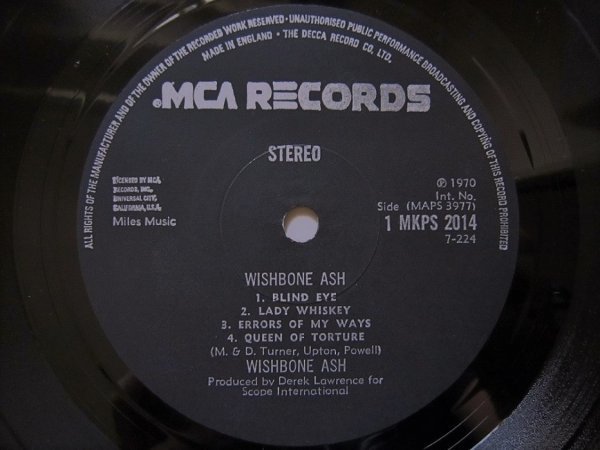 ALL RIGHTS OF THE MANUFACTURER AND OF THE OWNER OF THE RECORDED WORK RESERVED · UNAUTHORISED PUBLIC PERFORMANCE BROADCASTING AND COPYING OF THIS RECORD PROHIBITED
MADE IN ENGLAND · THE DECCA RECORD CO. LTD.
MCA RECORDS
STEREO
LICENSED BY MCA
RECORDS, INC.,
UNIVERSAL CITY,
CALIFORNIA, U.S.A.
Miles Music
℗ 1970
Int. No.
Side (MAPS 3977)
1 MKPS 2014
7-224
WISHBONE ASH
1. BLIND EYE
2. LADY WHISKEY
3. ERRORS OF MY WAYS
4. QUEEN OF TORTURE
(M. & D. Turner, Upton, Powell)
WISHBONE ASH
Produced by Derek Lawrence for
Scope International